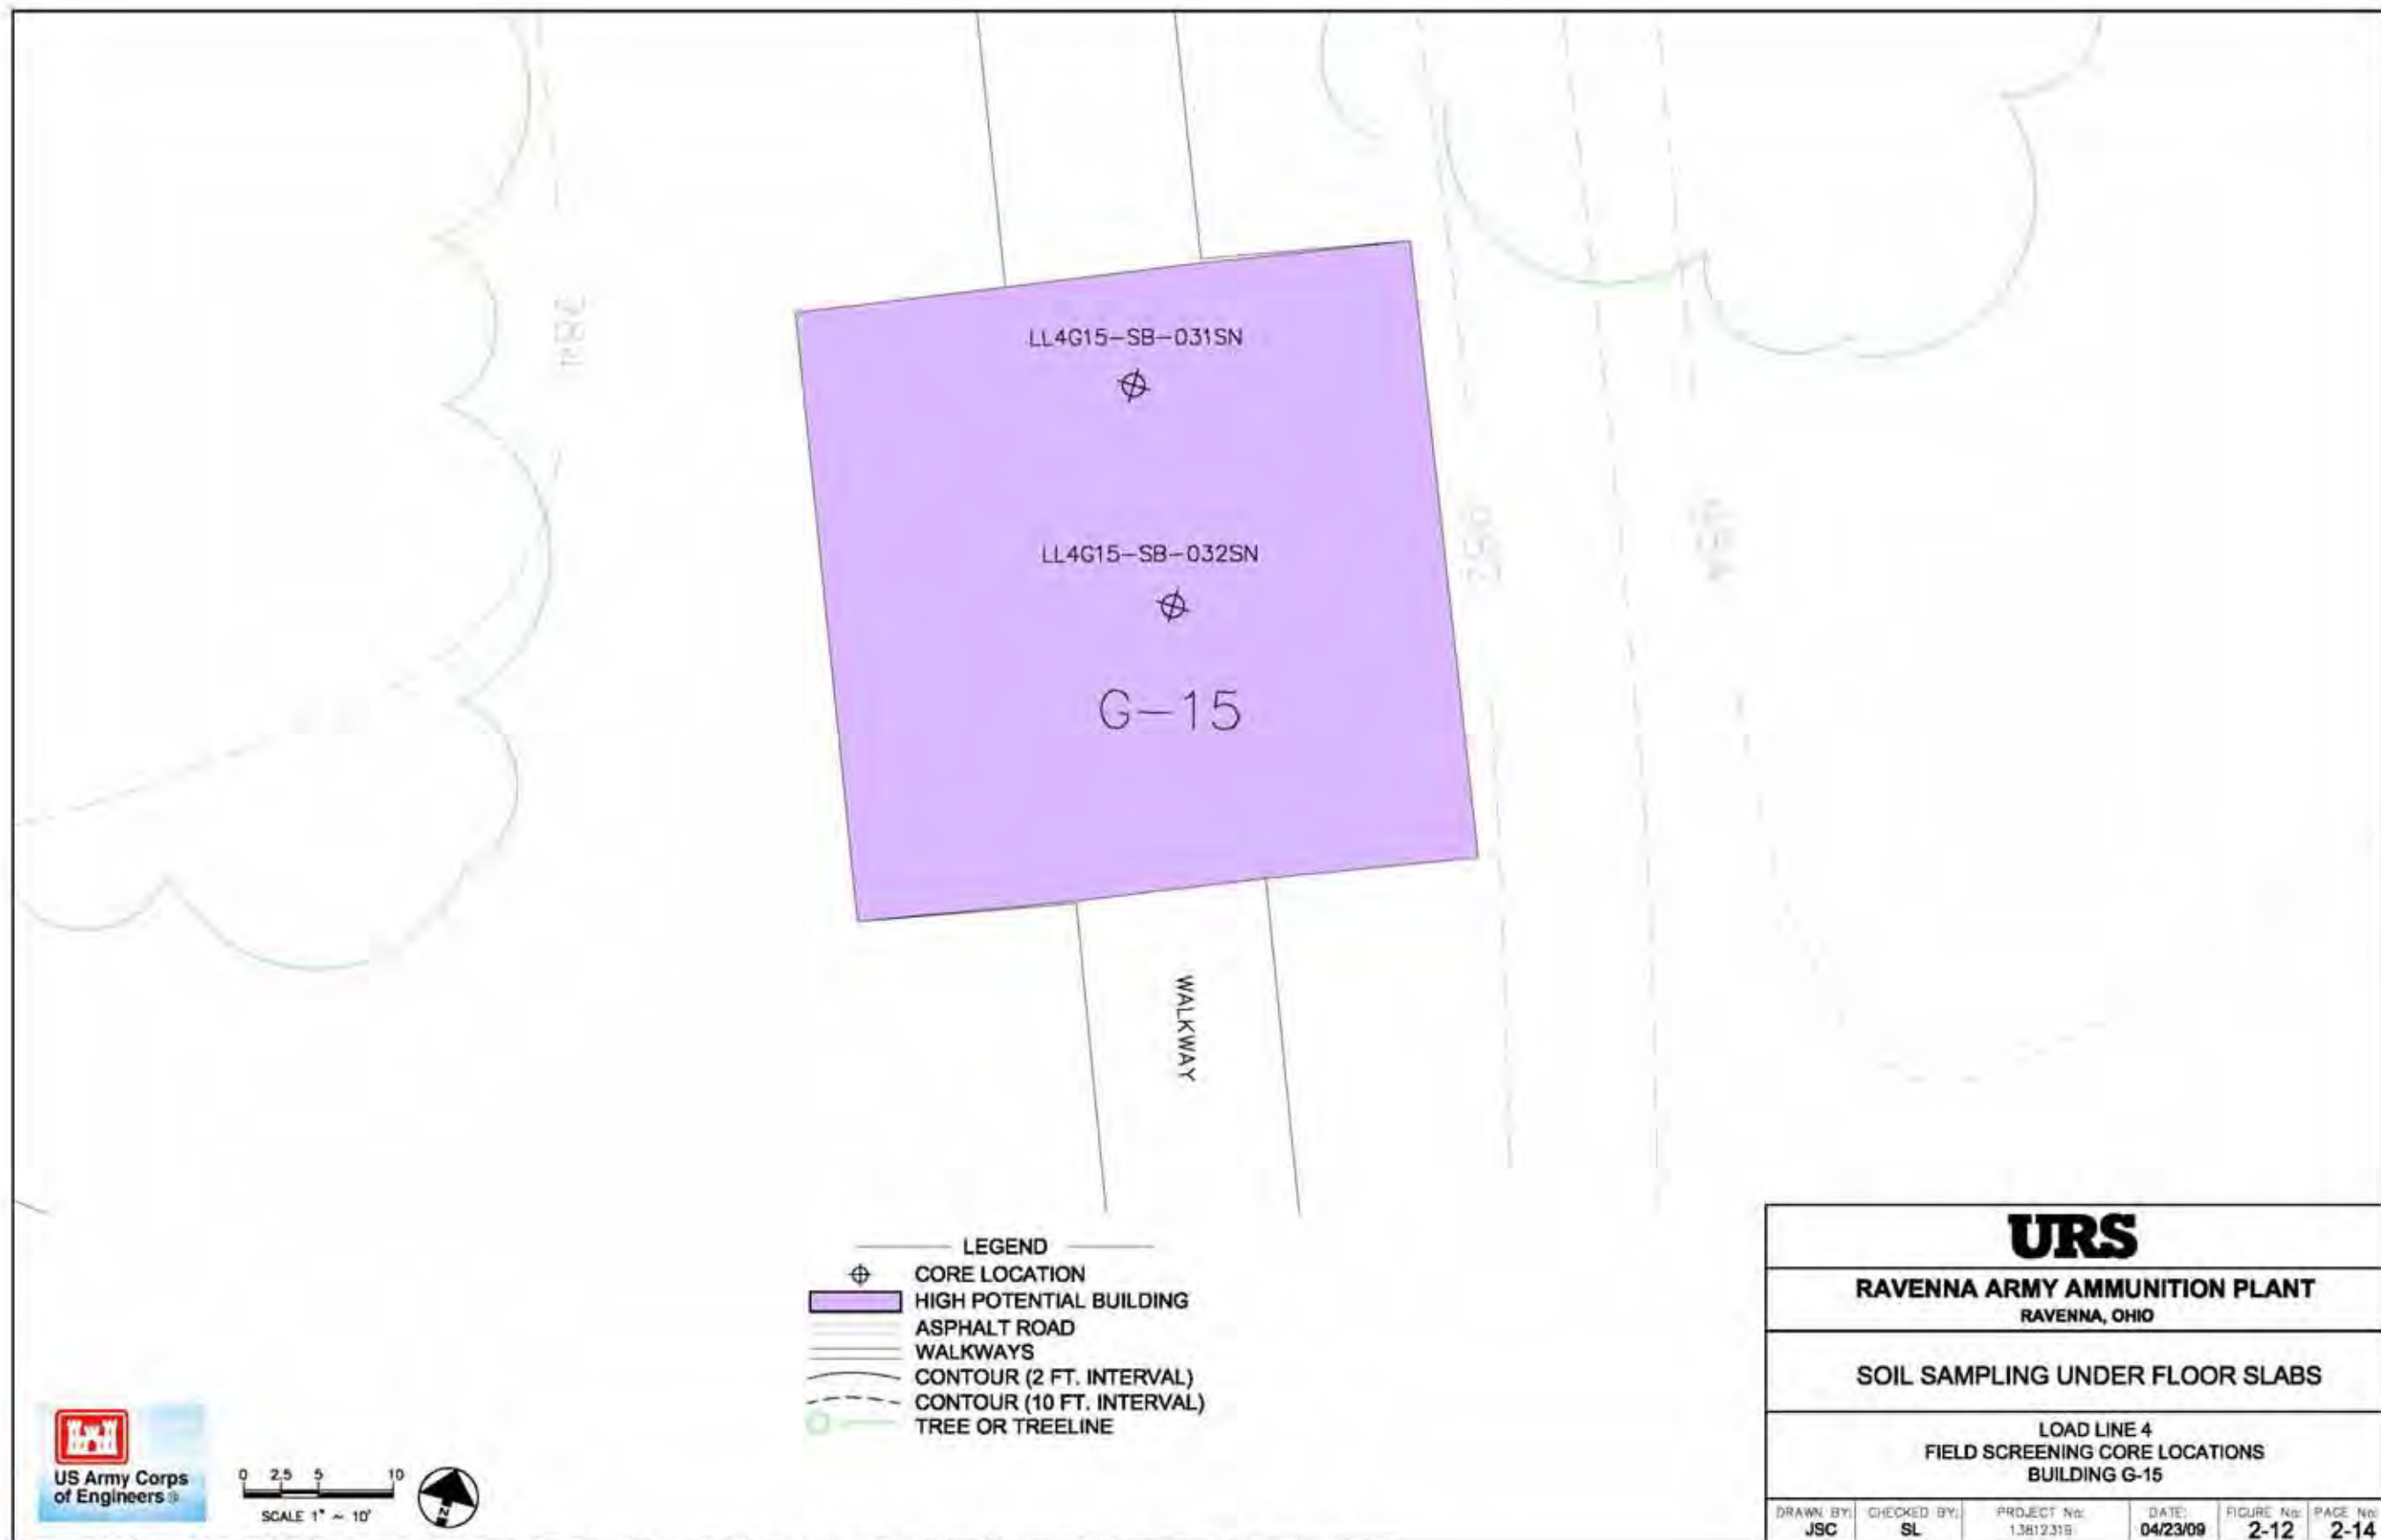 LL4G15-SB-031SN
LL4G15-SB-032SN
G-15
WALKWAY
LEGEND
CORE LOCATION
HIGH POTENTIAL BUILDING
ASPHALT ROAD
WALKWAYS
CONTOUR (2 FT. INTERVAL)
CONTOUR (10 FT. INTERVAL)
TREE OR TREELINE
US Army Corps
of Engineers ®
0 2.5 5 10
SCALE 1" ~ 10'
N
URS
RAVENNA ARMY AMMUNITION PLANT
RAVENNA, OHIO
SOIL SAMPLING UNDER FLOOR SLABS
LOAD LINE 4
FIELD SCREENING CORE LOCATIONS
BUILDING G-15
DRAWN BY: CHECKED BY: PROJECT No: DATE: FIGURE No: PAGE No:
JSC SL 13812319 04/23/09 2-12 2-14